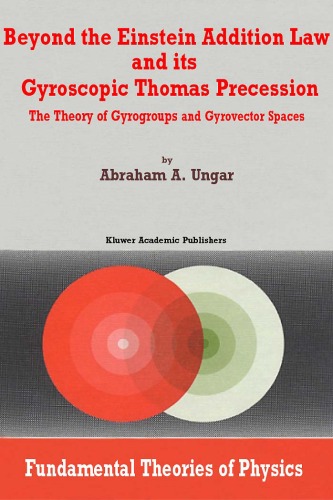 Beyond the Einstein Addition Law
and its
Gyroscopic Thomas Precession
The Theory of Gyrogroups and Gyrovector Spaces
by
Abraham A. Ungar
Kluwer Academic Publishers
Fundamental Theories of Physics